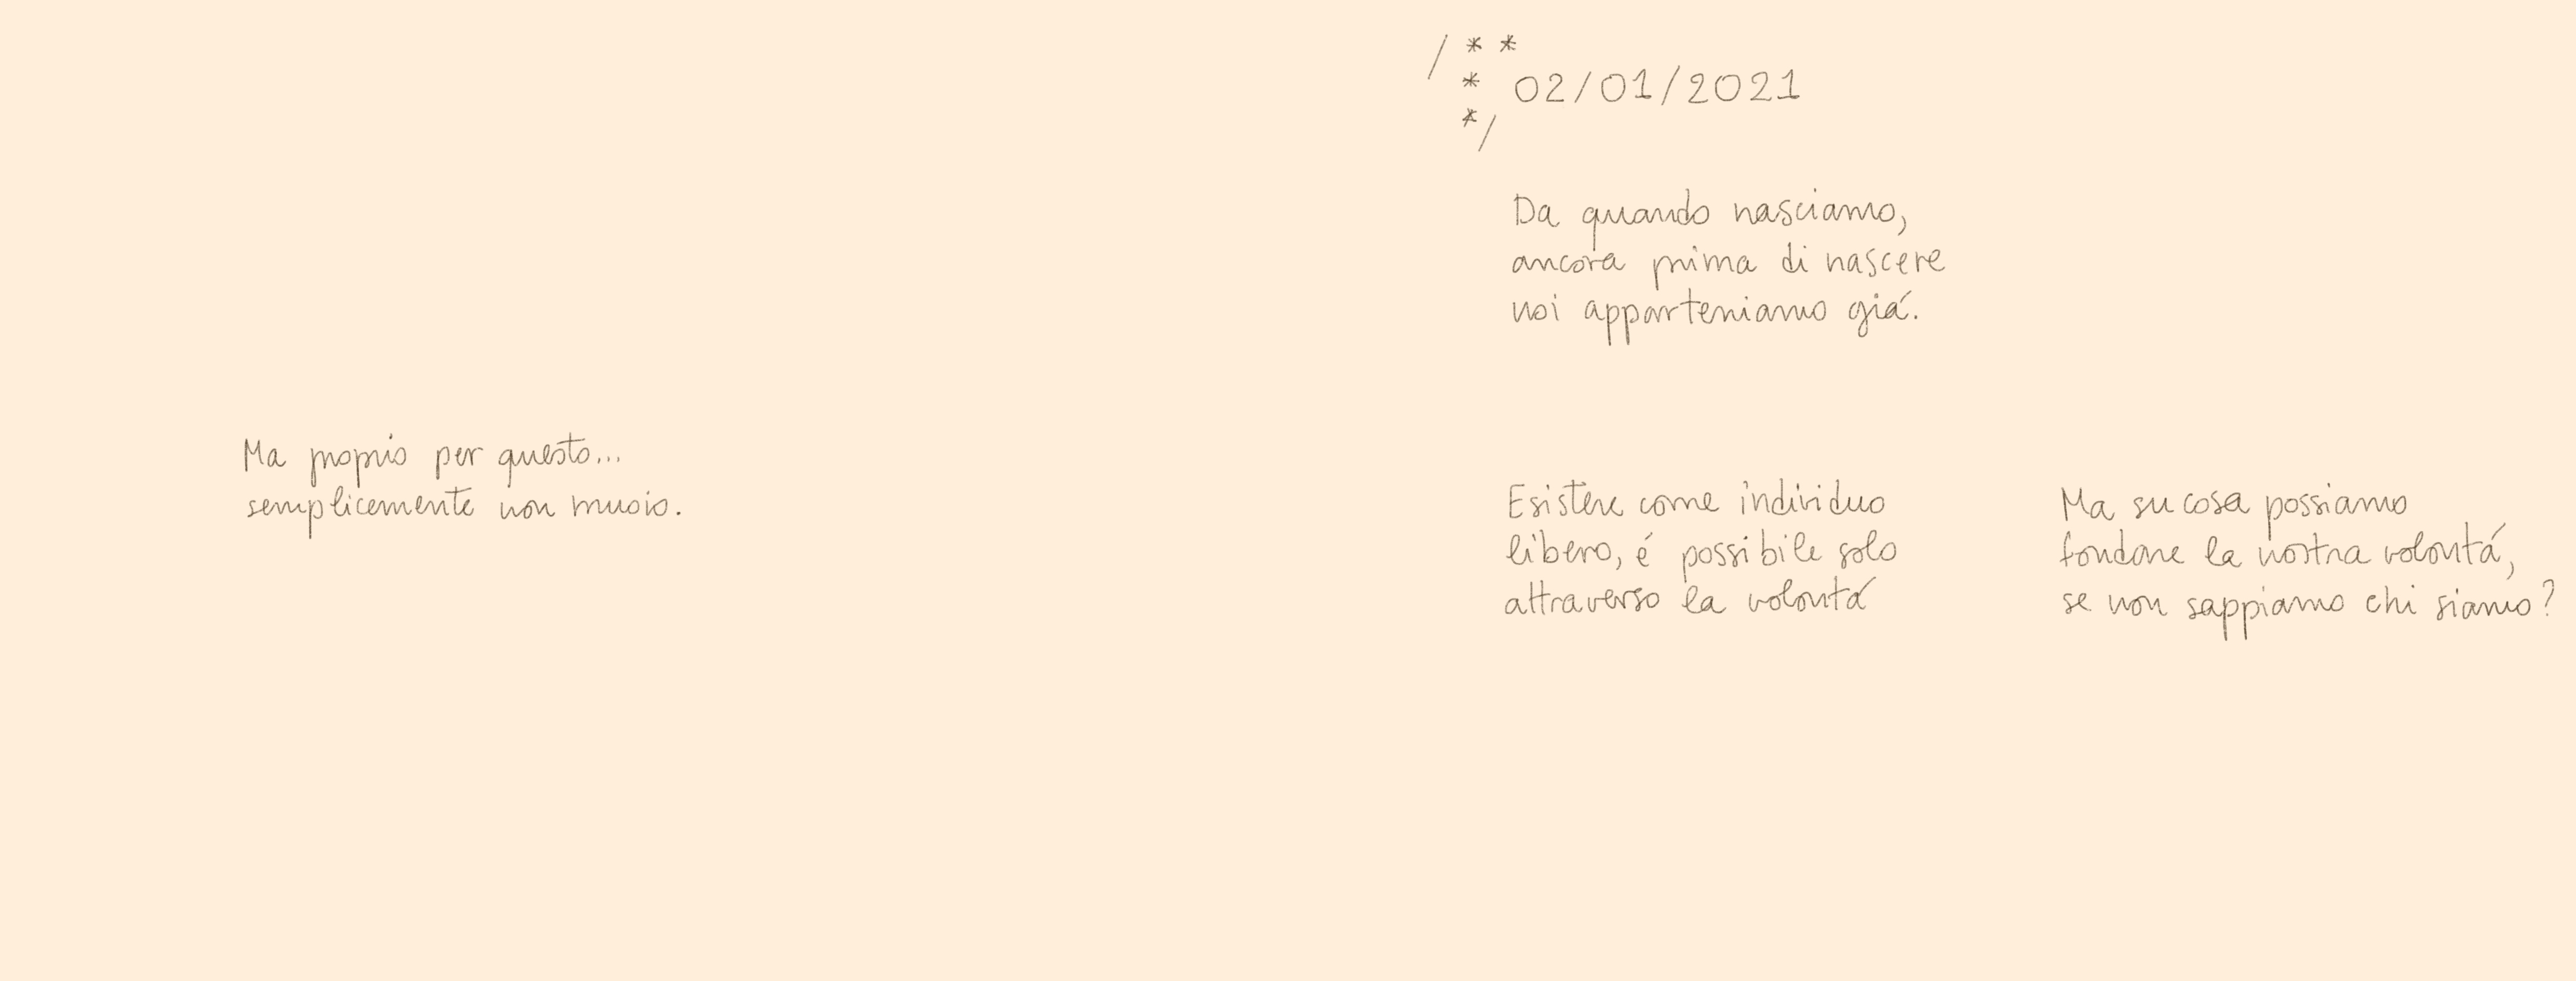 Ma proprio per questo...
semplicemente non muoio.
/**
* 02/01/2021
*/
Da quando nasciamo,
ancora prima di nascere
noi apparteniamo giá.
Esistere come individuo
libero, é possibile solo
attraverso la volontá
Ma su cosa possiamo
fondare la nostra volontá,
se non sappiamo chi siamo?